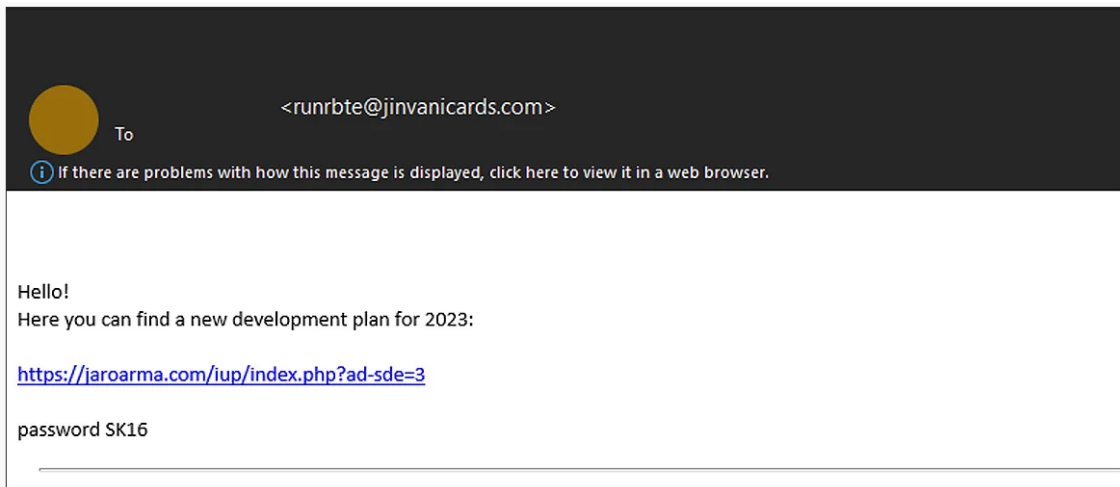 <runrbte@jinvanicards.com>
To
If there are problems with how this message is displayed, click here to view it in a web browser.
Hello!
Here you can find a new development plan for 2023:
https://jaroarma.com/iup/index.php?ad-sde=3
password SK16